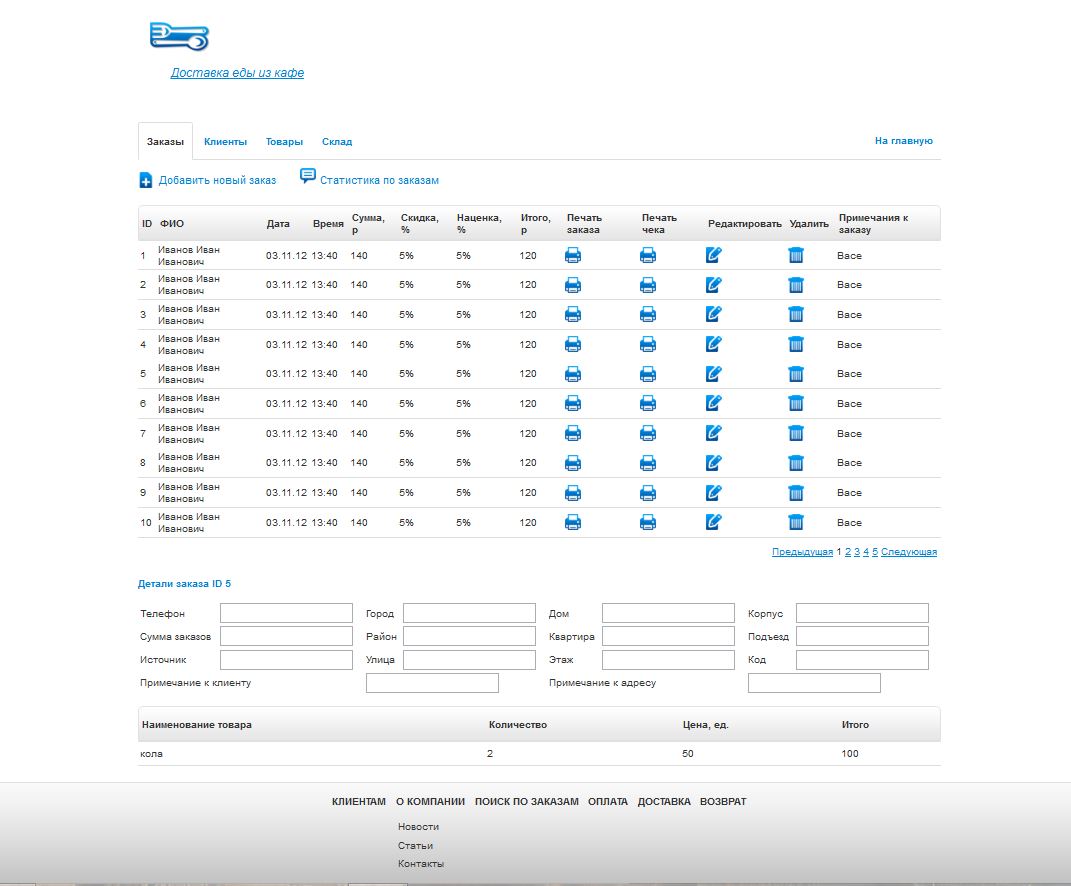 Доставка еды из кафе
Заказы Клиенты Товары Склад На главную
Добавить новый заказ Статистика по заказам
ID ФИО Дата Время Сумма, р Скидка, % Наценка, % Итого, р Печать заказа Печать чека Редактировать Удалить Примечания к заказу
1 Иванов Иван Иванович 03.11.12 13:40 140 5% 5% 120 Васе
2 Иванов Иван Иванович 03.11.12 13:40 140 5% 5% 120 Васе
3 Иванов Иван Иванович 03.11.12 13:40 140 5% 5% 120 Васе
4 Иванов Иван Иванович 03.11.12 13:40 140 5% 5% 120 Васе
5 Иванов Иван Иванович 03.11.12 13:40 140 5% 5% 120 Васе
6 Иванов Иван Иванович 03.11.12 13:40 140 5% 5% 120 Васе
7 Иванов Иван Иванович 03.11.12 13:40 140 5% 5% 120 Васе
8 Иванов Иван Иванович 03.11.12 13:40 140 5% 5% 120 Васе
9 Иванов Иван Иванович 03.11.12 13:40 140 5% 5% 120 Васе
10 Иванов Иван Иванович 03.11.12 13:40 140 5% 5% 120 Васе
Предыдущая 1 2 3 4 5 Следующая
Детали заказа ID 5
Телефон Город Дом Корпус
Сумма заказов Район Квартира Подъезд
Источник Улица Этаж Код
Примечание к клиенту Примечание к адресу
Наименование товара Количество Цена, ед. Итого
кола 2 50 100
КЛИЕНТАМ О КОМПАНИИ ПОИСК ПО ЗАКАЗАМ ОПЛАТА ДОСТАВКА ВОЗВРАТ
Новости
Статьи
Контакты